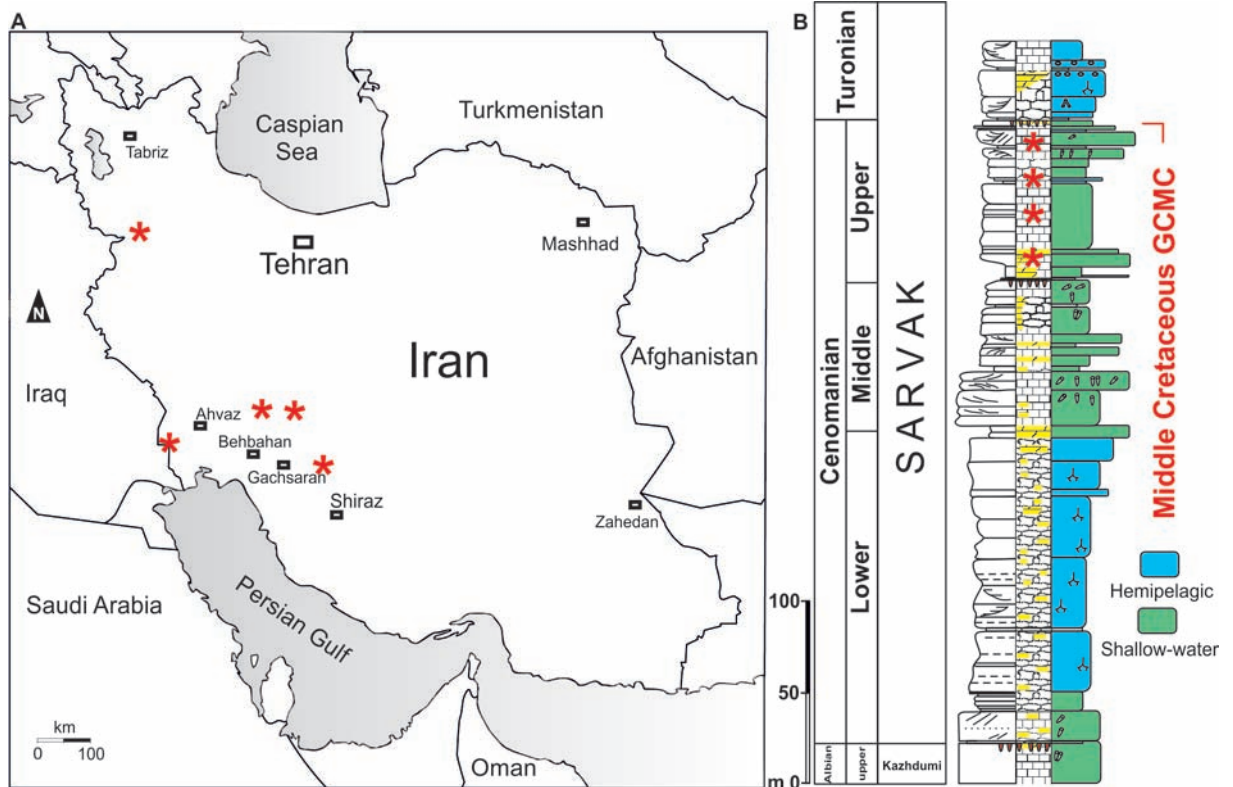 A
Turkmenistan
Caspian
Sea
Tabriz
Mashhad
Tehran
N
Iran
Afghanistan
Iraq
Ahvaz
Behbahan
Gachsaran
Shiraz
Zahedan
Saudi Arabia
Persian Gulf
km
0 100
Oman
B
Turonian
Cenomanian
Upper
Middle
Lower
Albian
upper
SARVAK
Kazhdumi
100
50
m 0
A
Middle Cretaceous GCMC
Hemipelagic
Shallow-water